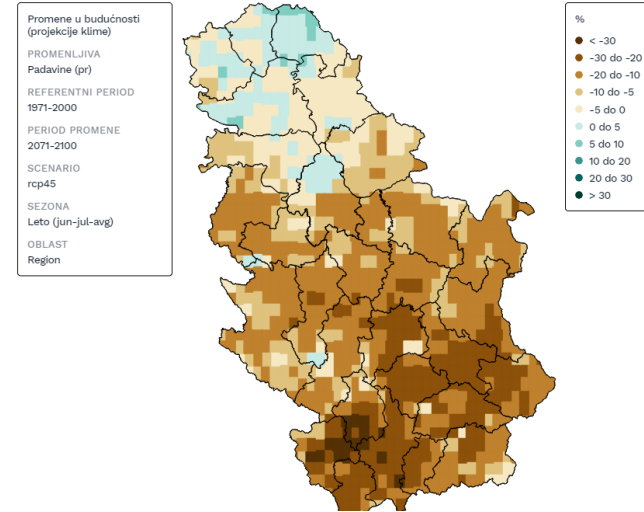 Promene u budućnosti
(projekcije klime)
PROMENLJIVA
Padavine (pr)
REFERENTNI PERIOD
1971-2000
PERIOD PROMENE
2071-2100
SCENARIO
rcp45
SEZONA
Leto (jun-jul-avg)
OBLAST
Region
%
< -30
-30 do -20
-20 do -10
-10 do -5
-5 do 0
0 do 5
5 do 10
10 do 20
20 do 30
> 30